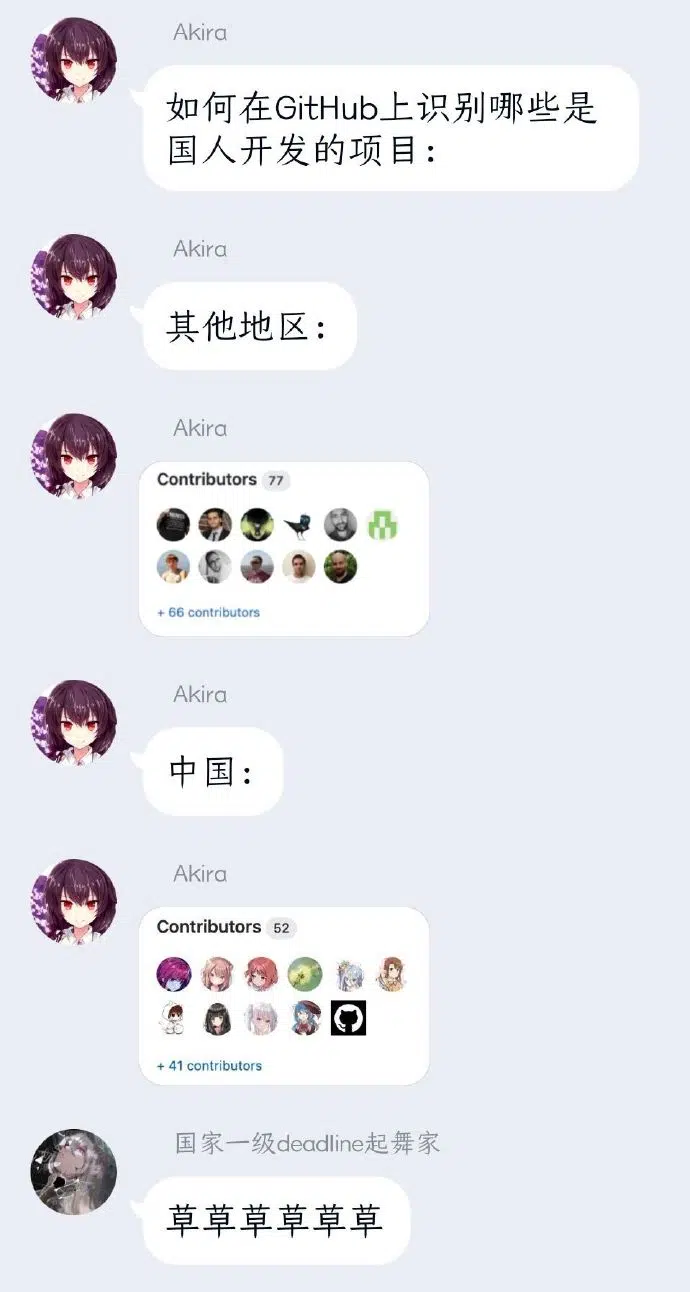 Akira
如何在GitHub上识别哪些是
国人开发的项目：
Akira
其他地区：
Akira
Contributors 77
+ 66 contributors
Akira
中国：
Akira
Contributors 52
+ 41 contributors
国家一级deadline起舞家
草草草草草草